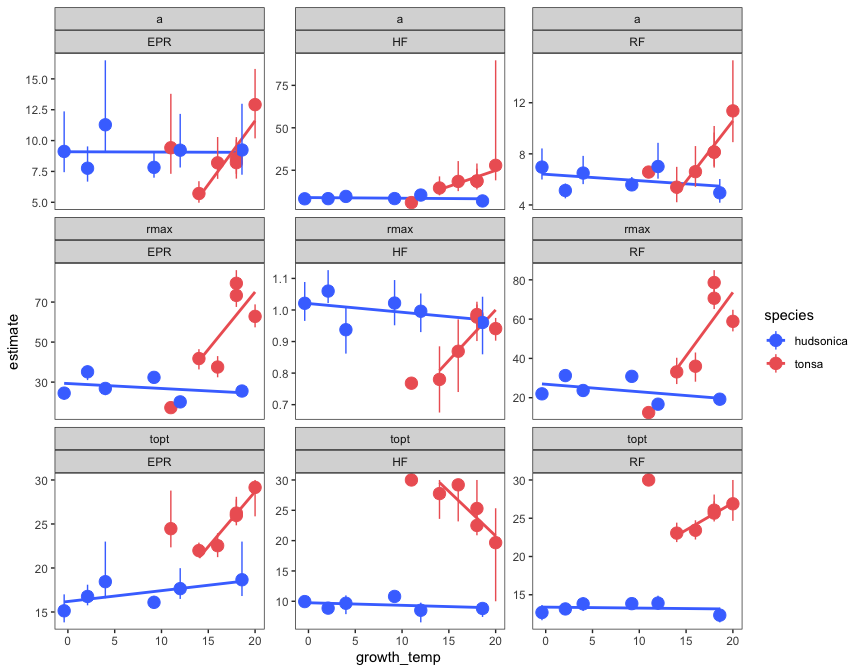 a a a
EPR HF RF
15.0 75 12
12.5
10.0 8
7.5 25
5.0 4
rmax rmax rmax
EPR HF RF
70 1.1 80
1.0 60
50 0.9
0.8 40
30 0.7 20
topt topt topt
EPR HF RF
30 30 30
25 25
20 20
15 10 15
0 5 10 15 20 0 5 10 15 20 0 5 10 15 20
growth_temp
estimate
species
hudsonica
tonsa